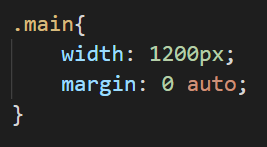 .main{
    width: 1200px;
    margin: 0 auto;
}